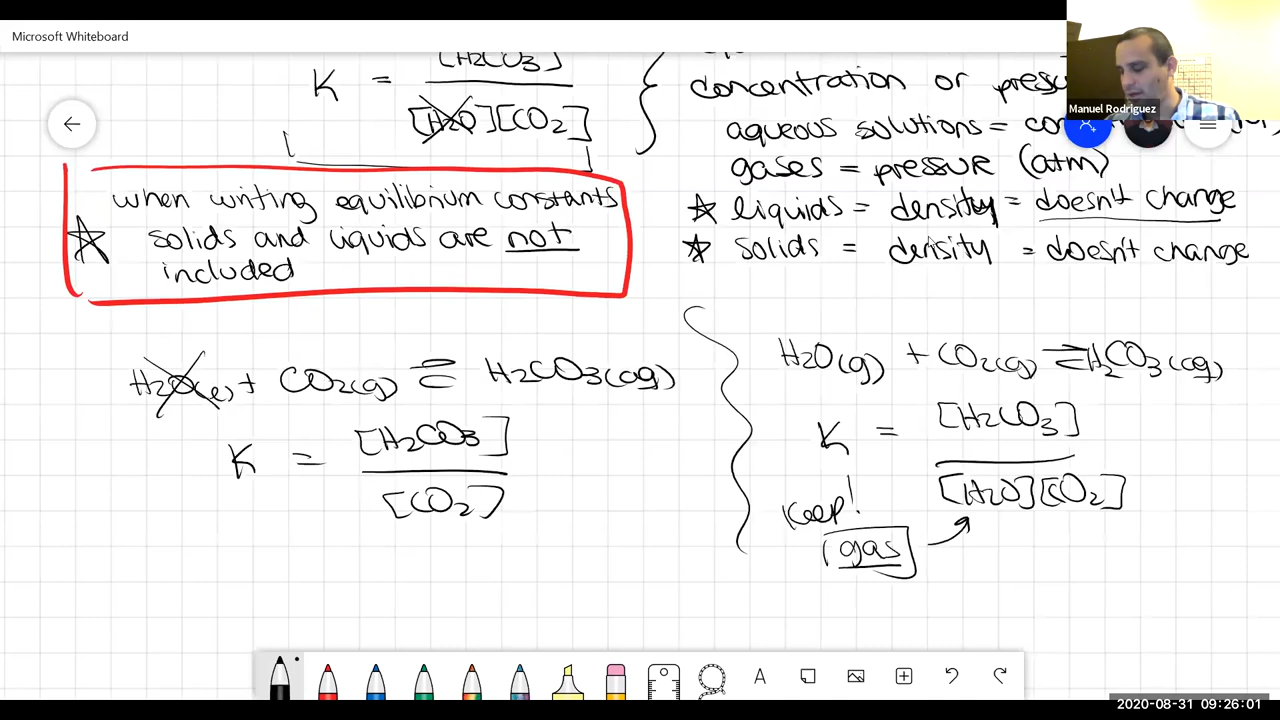 Microsoft Whiteboard
[H2CO3]
K =
[H2O][CO2]
concentration or
Manuel Rodriguez
aqueous solutions =
gases = pressure (atm)
when writing equilibrium constants
solids and liquids are not
included
☆ liquids = density = doesn't change
☆ solids = density = doesn't change
H2O(l) + CO2(g) ⇌ H2CO3(aq)
K = [H2CO3]
[CO2]
H2O(g) + CO2(g) ⇌ H2CO3(aq)
K = [H2CO3]
[H2O][CO2]
Keep!
gas
A
2020-08-31 09:26:01